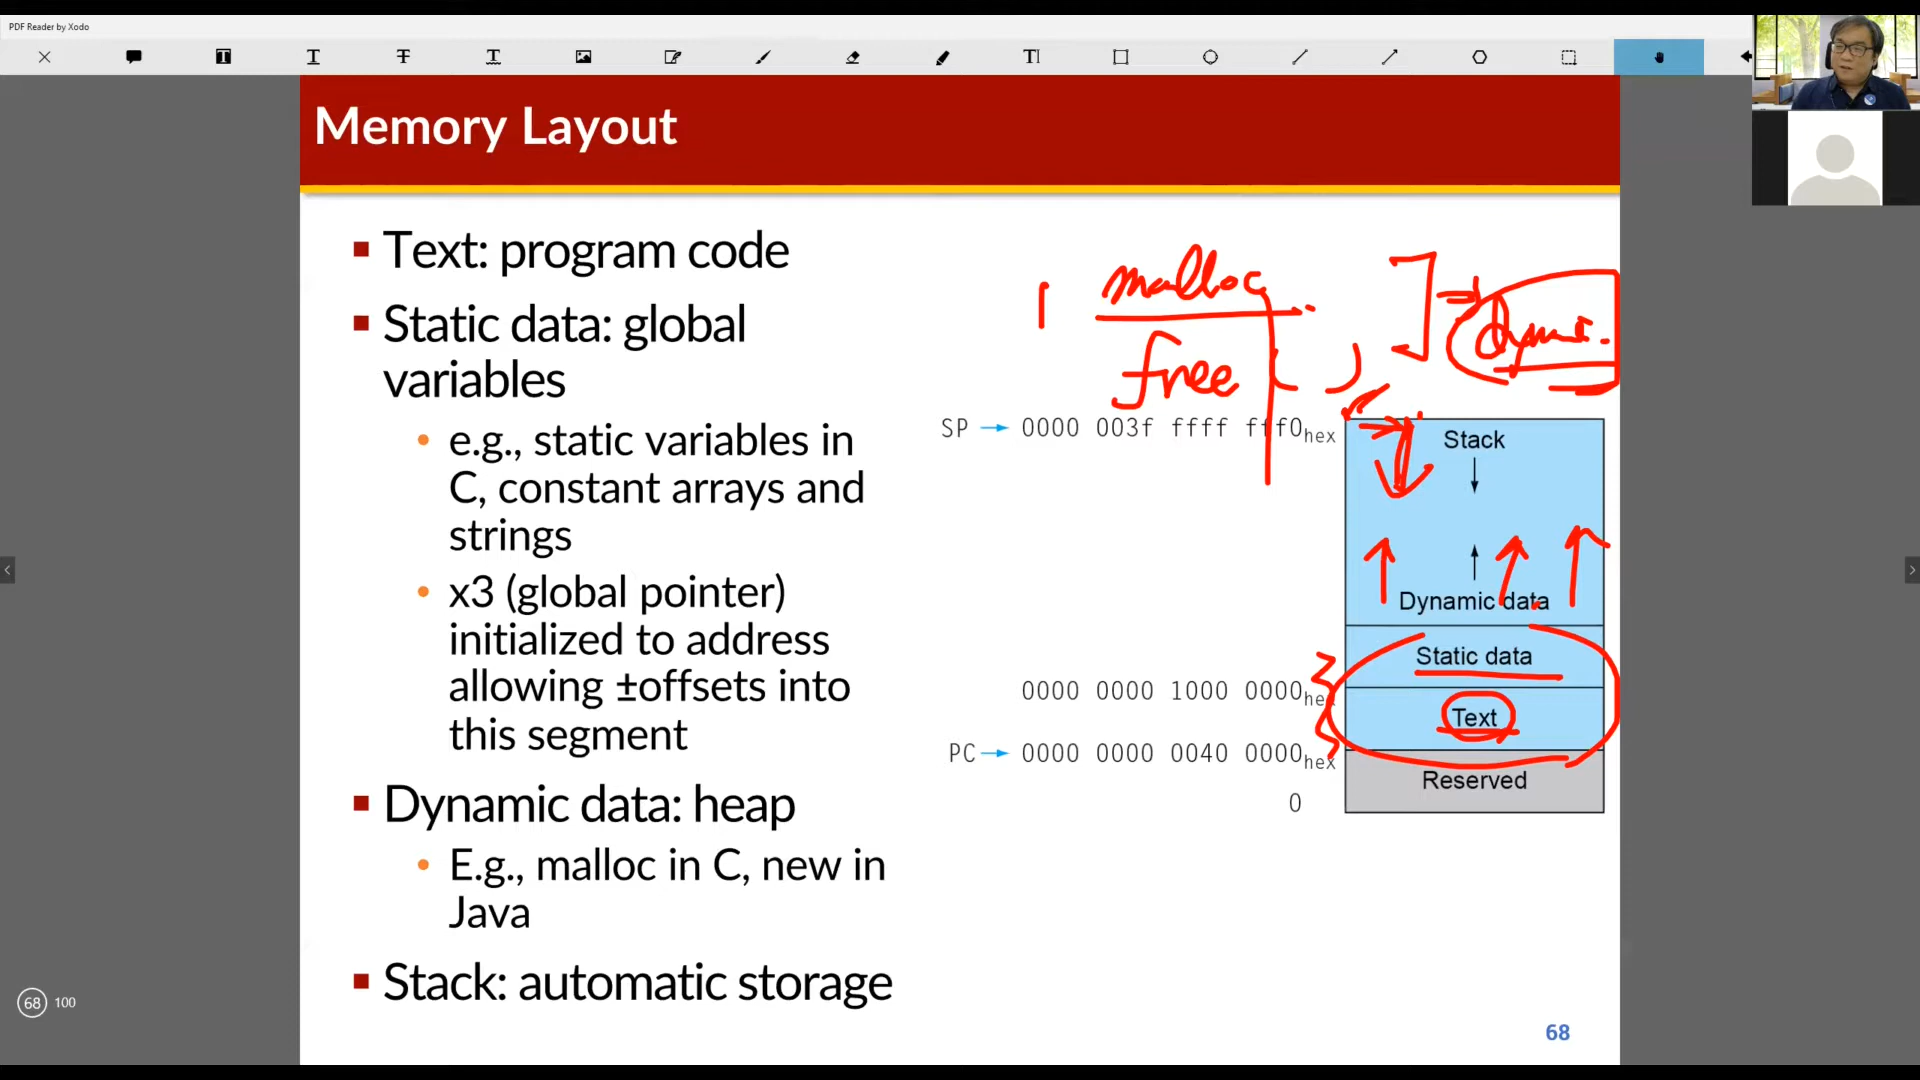 PDF Reader by Xodo
Memory Layout
Text: program code
Static data: global
variables
e.g., static variables in
C, constant arrays and
strings
x3 (global pointer)
initialized to address
allowing ±offsets into
this segment
Dynamic data: heap
E.g., malloc in C, new in
Java
Stack: automatic storage
malloc
free ( )
SP → 0000 003f ffff fff0hex
Stack
Dynamic data
Static data
0000 0000 1000 0000hex
Text
PC → 0000 0000 0040 0000hex
Reserved
0
68 100
68